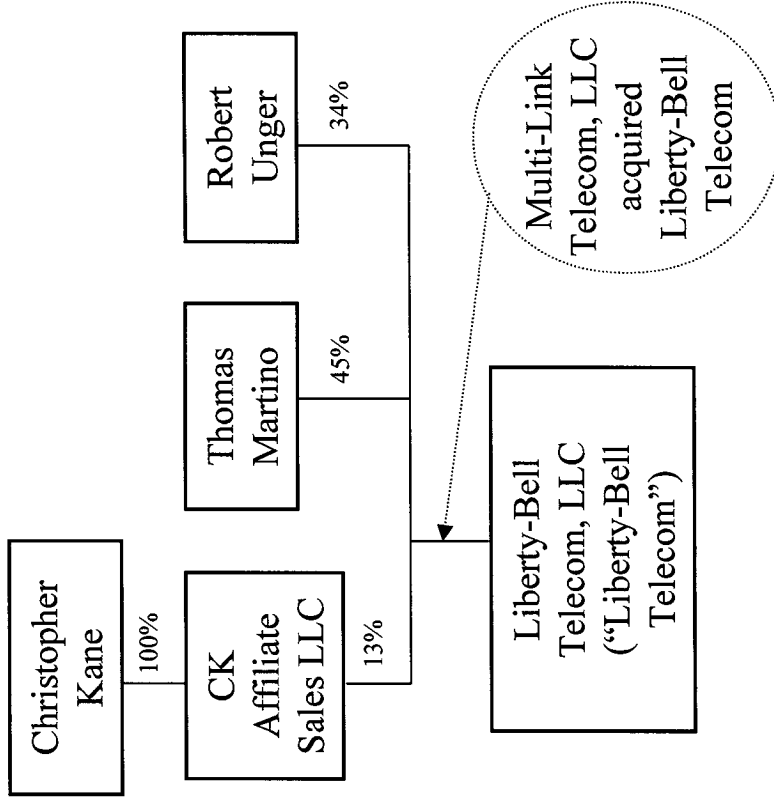 Christopher
Kane
100%
CK
Affiliate
Sales LLC
13%
Thomas
Martino
45%
Robert
Unger
34%
Liberty-Bell
Telecom, LLC
(“Liberty-Bell
Telecom”)
Multi-Link
Telecom, LLC
acquired
Liberty-Bell
Telecom